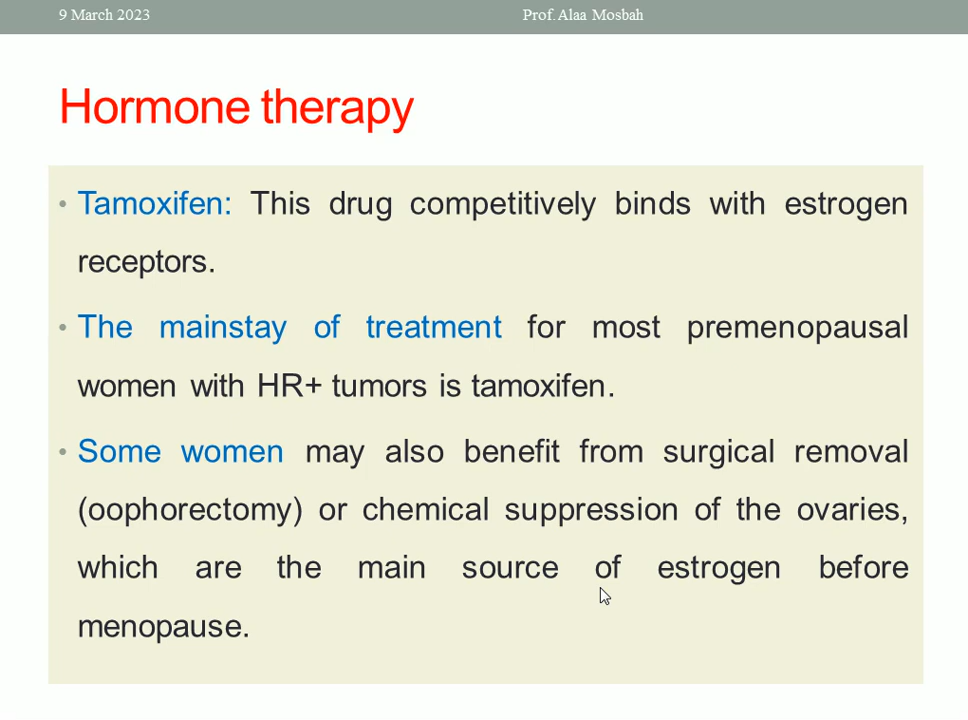 9 March 2023 Prof. Alaa Mosbah
Hormone therapy
• Tamoxifen: This drug competitively binds with estrogen
receptors.
• The mainstay of treatment for most premenopausal
women with HR+ tumors is tamoxifen.
• Some women may also benefit from surgical removal
(oophorectomy) or chemical suppression of the ovaries,
which are the main source of estrogen before
menopause.